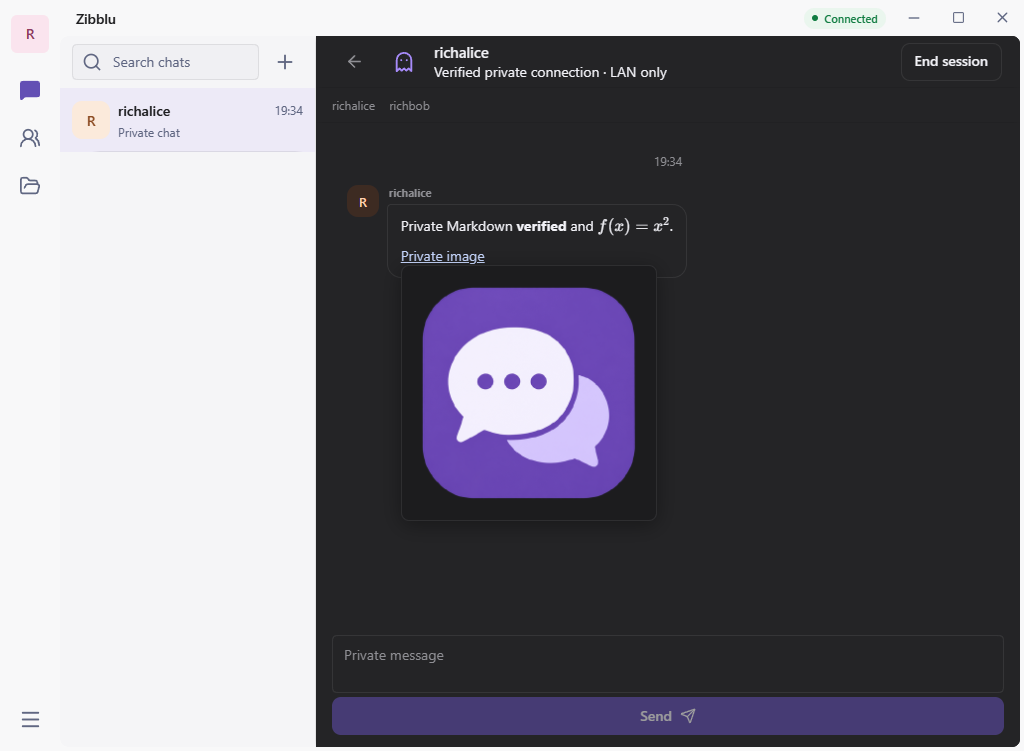 R
Zibblu
Connected
Search chats
R
richalice
19:34
Private chat
richalice
Verified private connection · LAN only
End session
richalice richbob
19:34
R
richalice
Private Markdown verified and f(x) = x².
Private image
Private message
Send